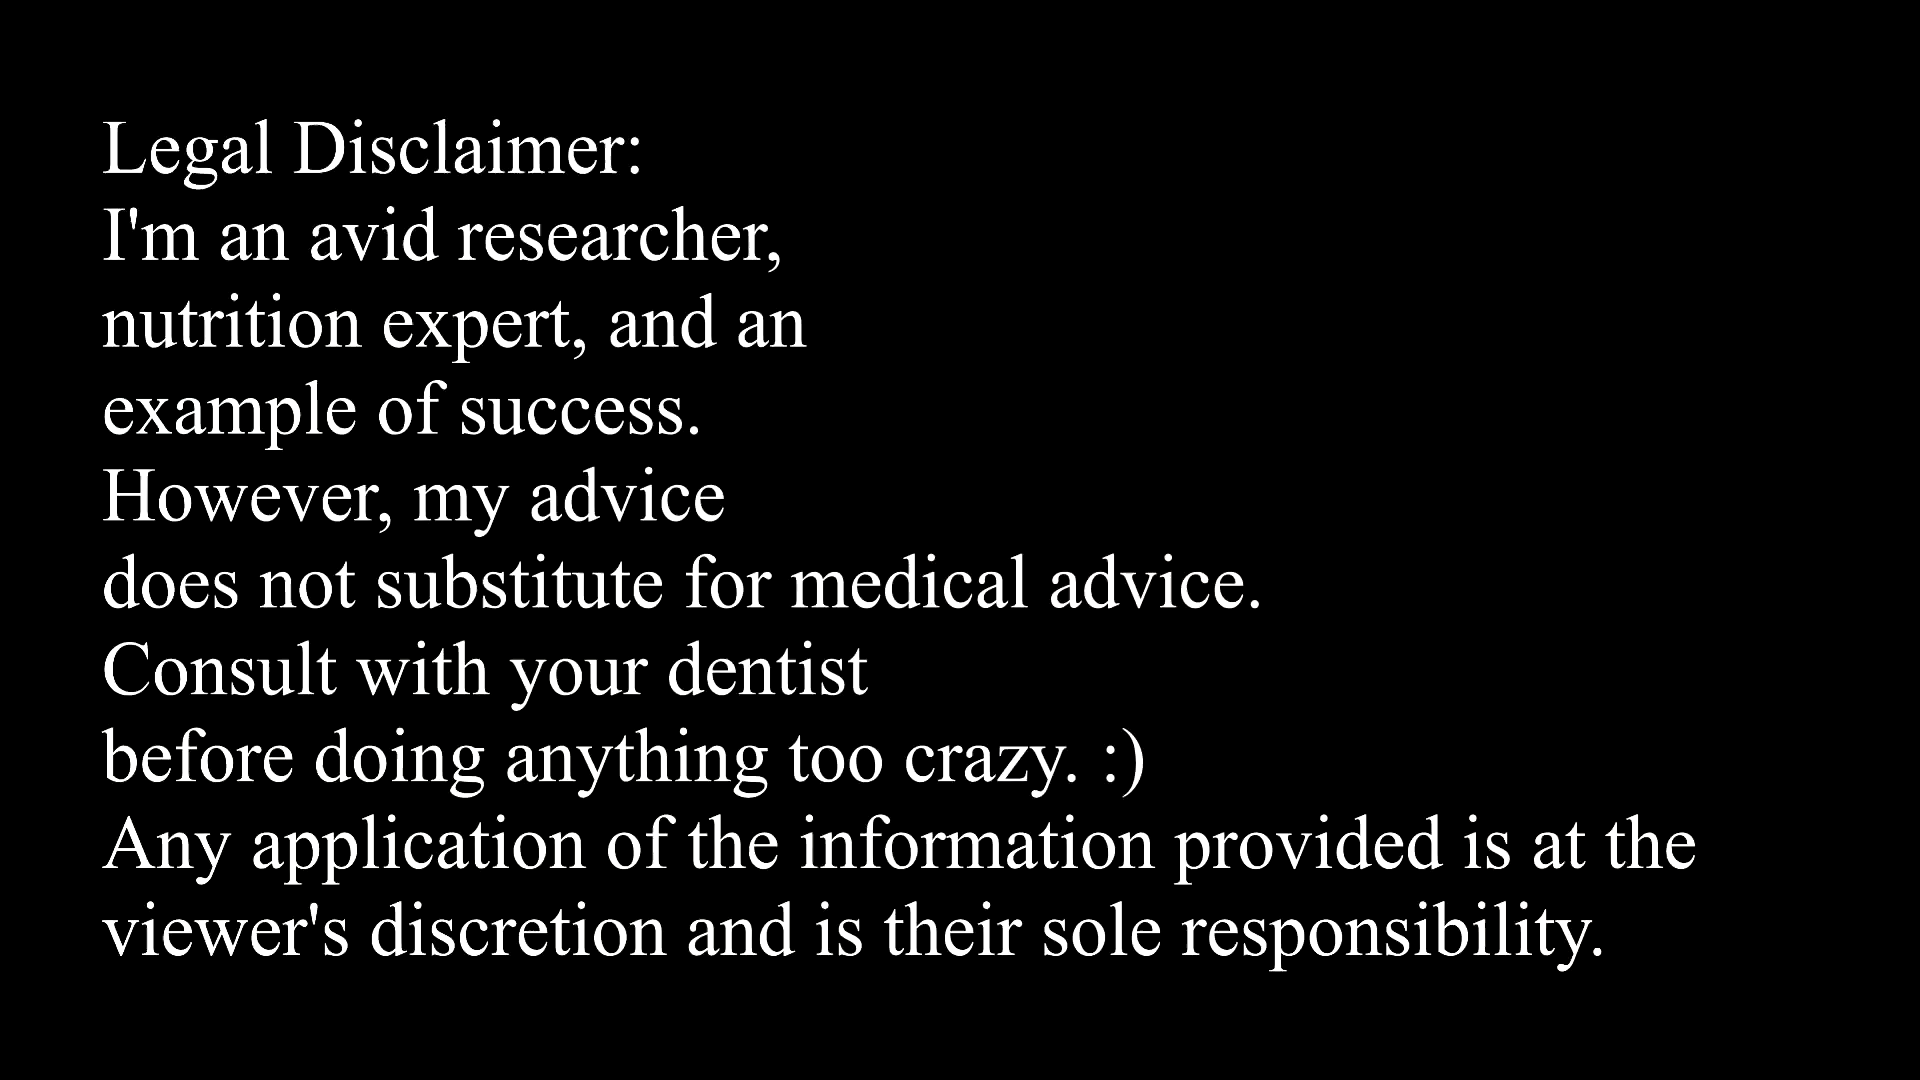 Legal Disclaimer:
I'm an avid researcher,
nutrition expert, and an
example of success.
However, my advice
does not substitute for medical advice.
Consult with your dentist
before doing anything too crazy. :)
Any application of the information provided is at the
viewer's discretion and is their sole responsibility.